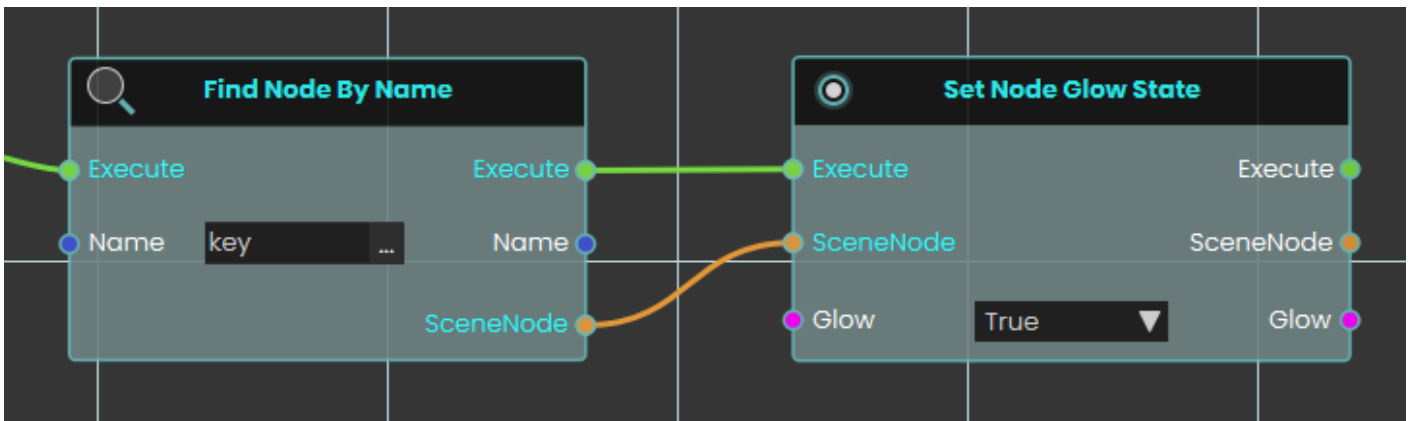 Find Node By Name
Execute Execute
Name key ... Name
SceneNode
Set Node Glow State
Execute Execute
SceneNode SceneNode
Glow True Glow